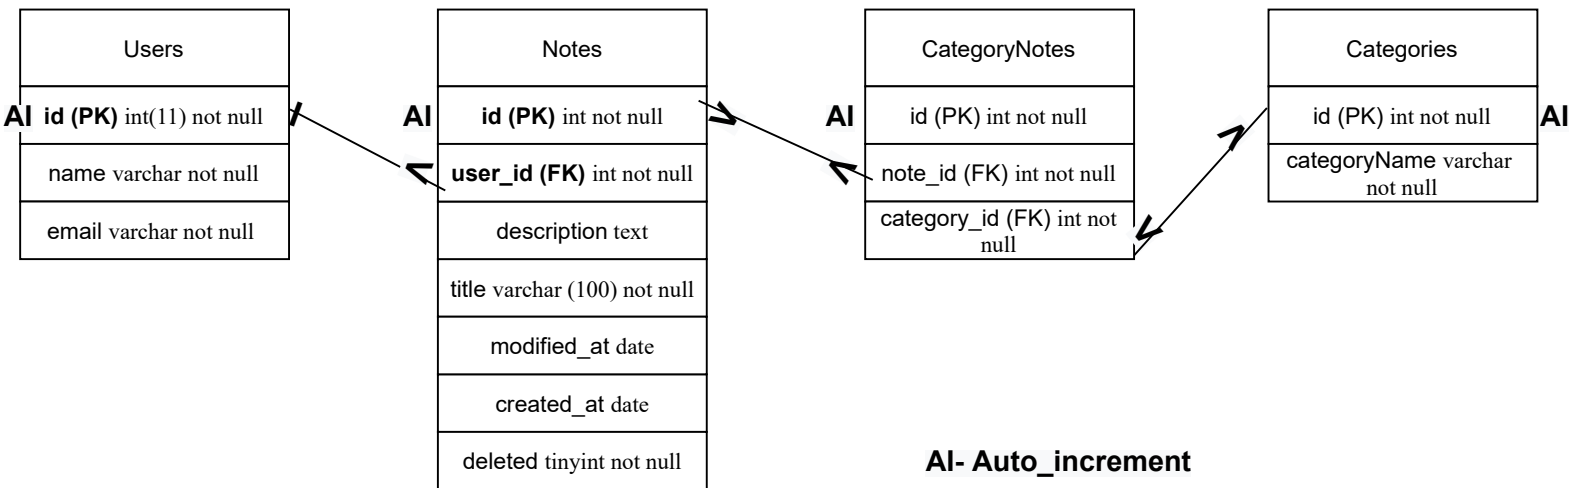 Users
AI id (PK) int(11) not null
name varchar not null
email varchar not null
Notes
AI id (PK) int not null
user_id (FK) int not null
description text
title varchar (100) not null
modified_at date
created_at date
deleted tinyint not null
CategoryNotes
AI id (PK) int not null
note_id (FK) int not null
category_id (FK) int not
null
Categories
id (PK) int not null AI
categoryName varchar
not null
AI- Auto_increment